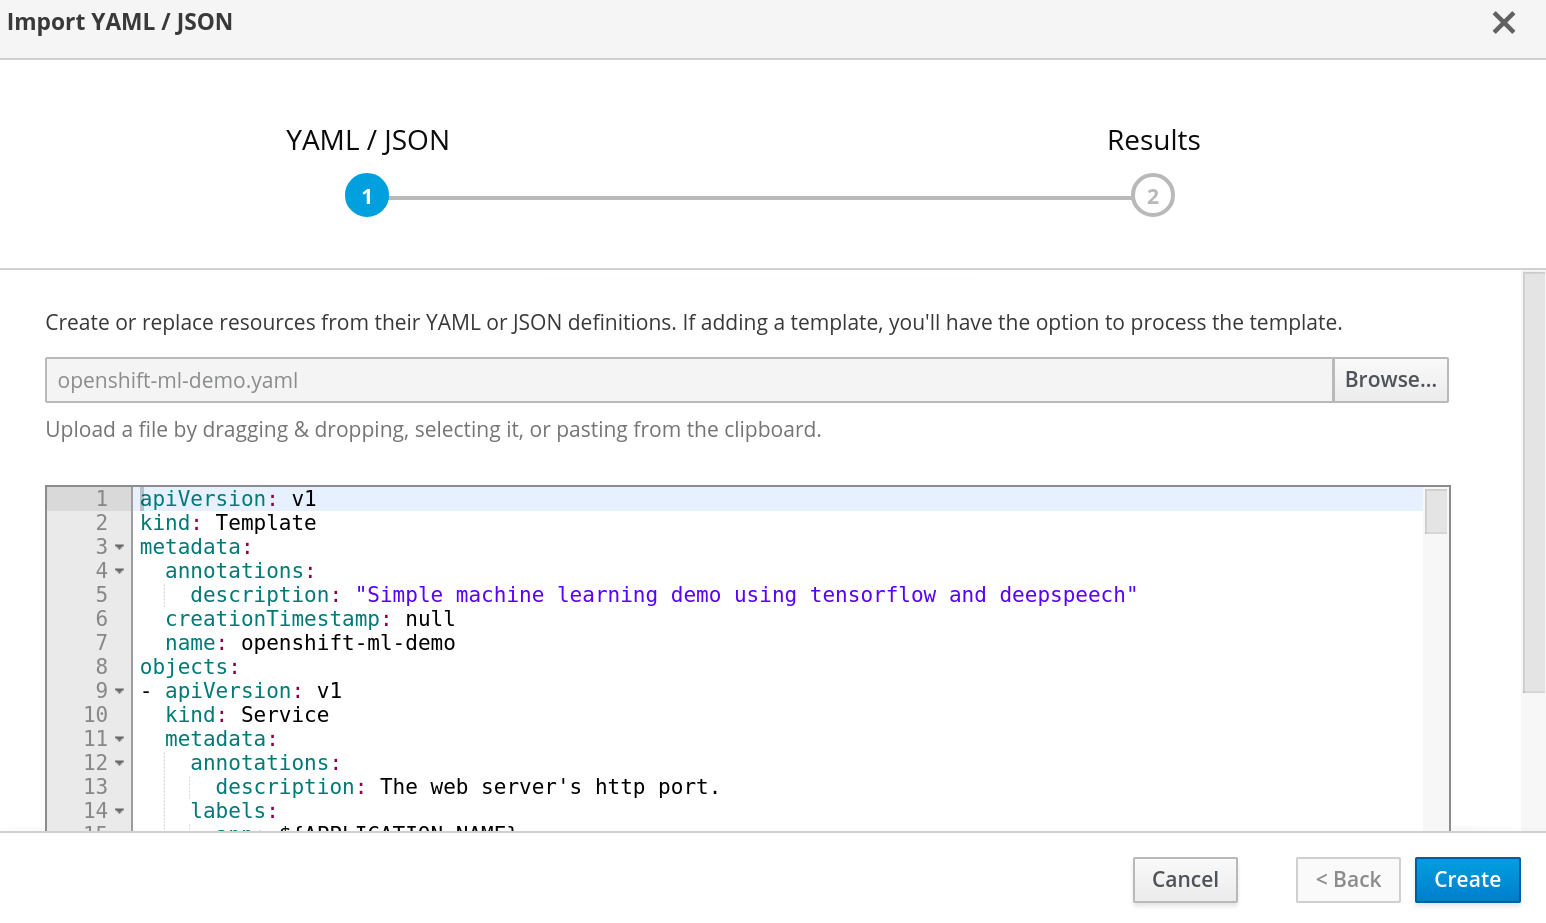 Import YAML / JSON
YAML / JSON
Results
1
2
Create or replace resources from their YAML or JSON definitions. If adding a template, you'll have the option to process the template.
openshift-ml-demo.yaml
Browse...
Upload a file by dragging & dropping, selecting it, or pasting from the clipboard.
1 apiVersion: v1
2 kind: Template
3 metadata:
4 annotations:
5 description: "Simple machine learning demo using tensorflow and deepspeech"
6 creationTimestamp: null
7 name: openshift-ml-demo
8 objects:
9 - apiVersion: v1
10 kind: Service
11 metadata:
12 annotations:
13 description: The web server's http port.
14 labels:
15 app: ${APPLICATION_NAME}
Cancel
< Back
Create